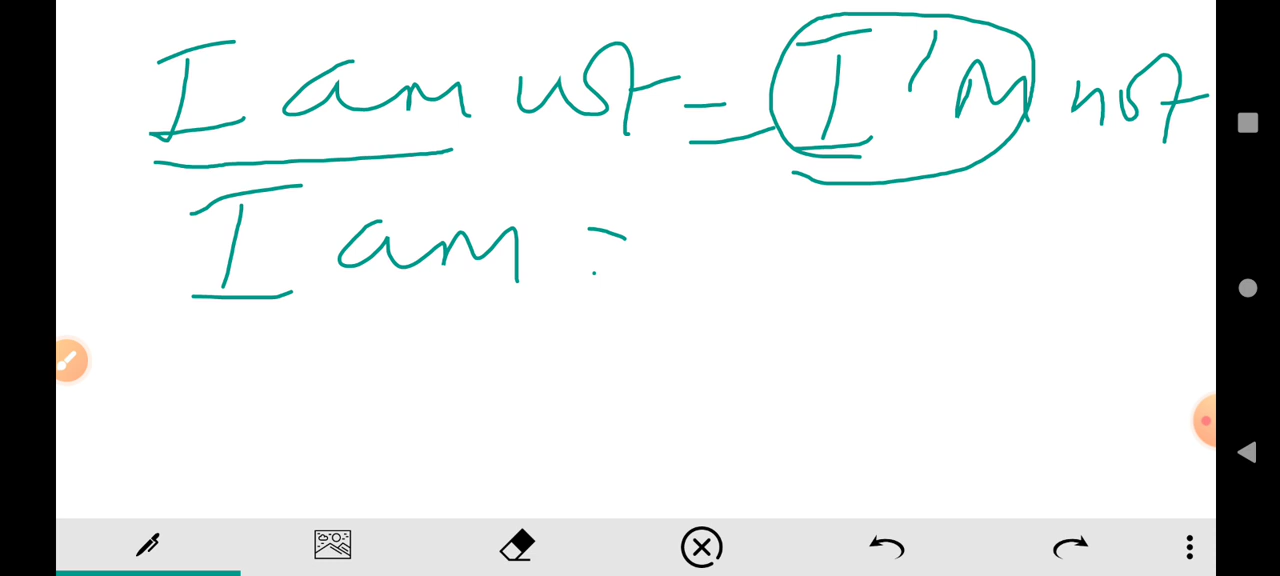 I am not = I'm not
I am =